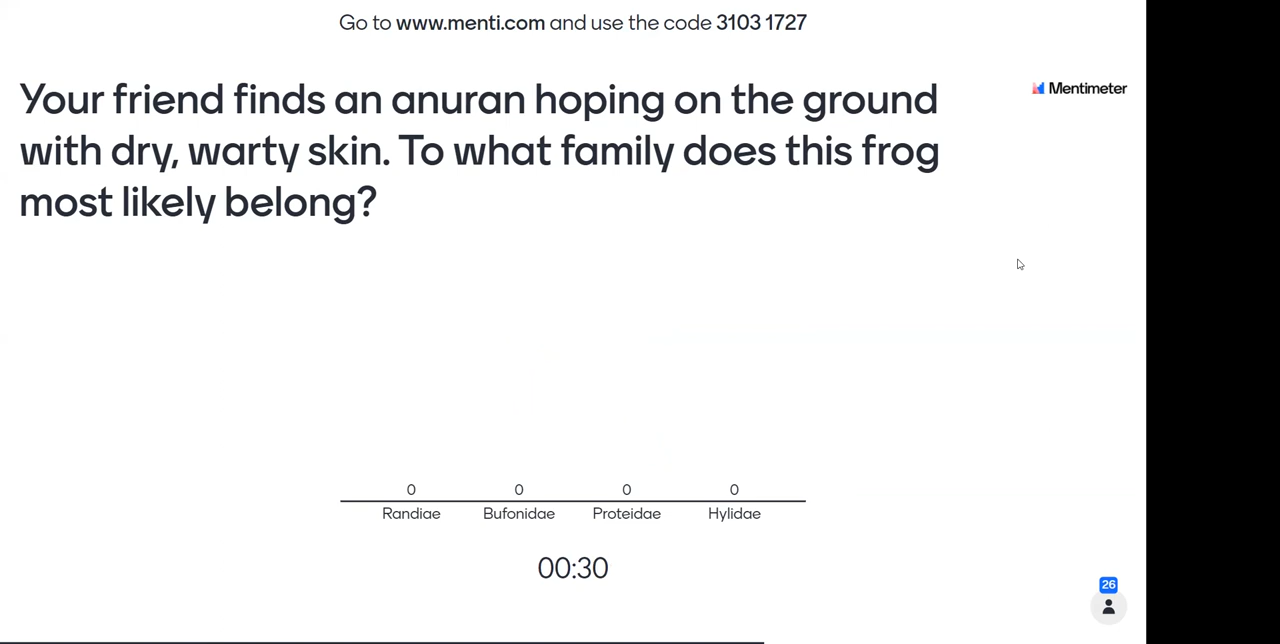 Go to www.menti.com and use the code 3103 1727
Your friend finds an anuran hoping on the ground
with dry, warty skin. To what family does this frog
most likely belong?
Mentimeter
0 0 0 0
Randiae Bufonidae Proteidae Hylidae
00:30
26